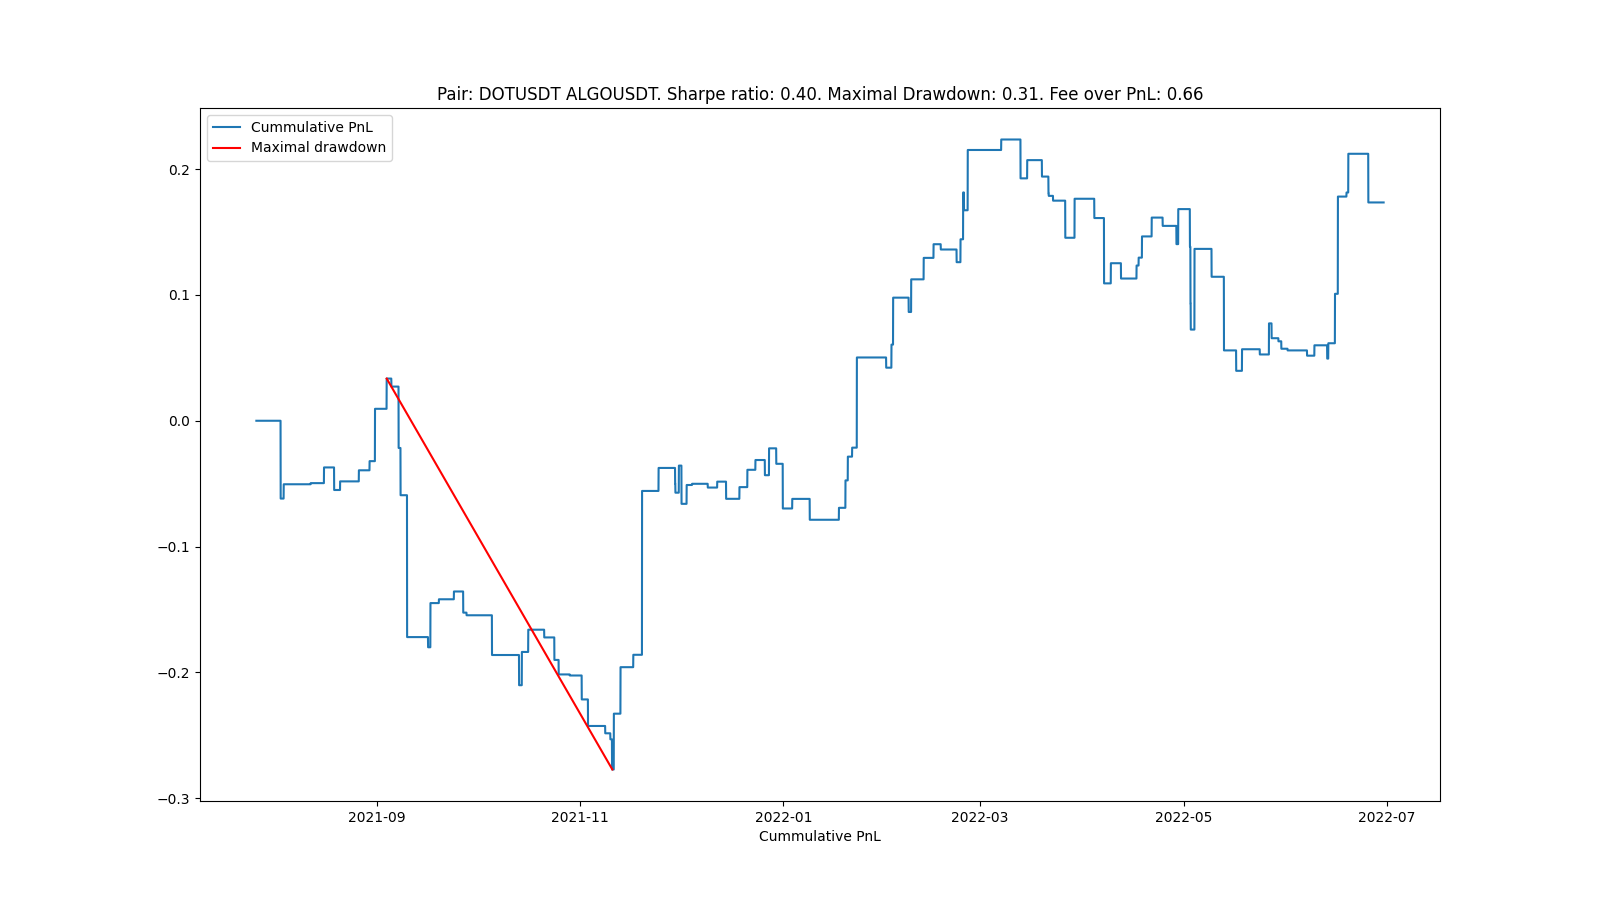 Pair: DOTUSDT ALGOUSDT. Sharpe ratio: 0.40. Maximal Drawdown: 0.31. Fee over PnL: 0.66
Cummulative PnL
Maximal drawdown
0.2
0.1
0.0
−0.1
−0.2
−0.3
2021-09 2021-11 2022-01 2022-03 2022-05 2022-07
Cummulative PnL